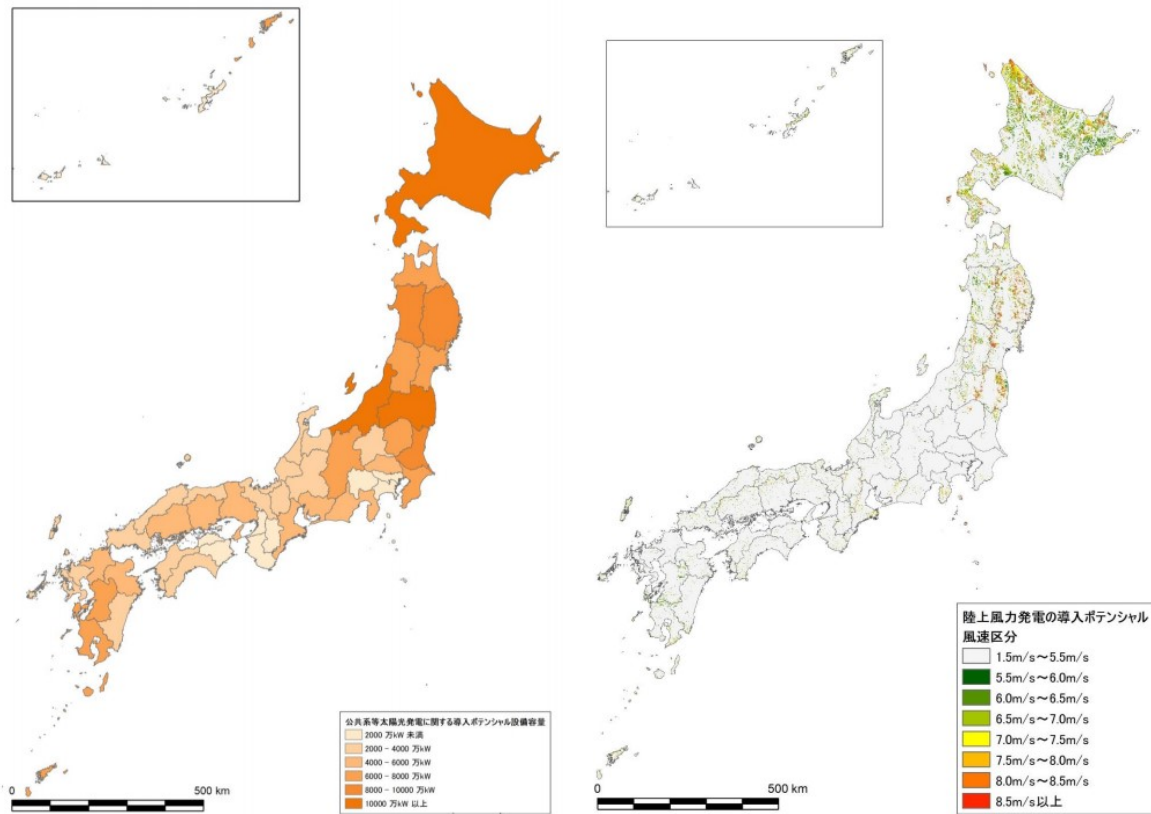 公共系等太陽光発電に関する導入ポテンシャル設備容量
2000 万kW 未満
2000 - 4000 万kW
4000 - 6000 万kW
6000 - 8000 万kW
8000 - 10000 万kW
10000 万kW 以上
0 500 km
陸上風力発電の導入ポテンシャル
風速区分
1.5m/s～5.5m/s
5.5m/s～6.0m/s
6.0m/s～6.5m/s
6.5m/s～7.0m/s
7.0m/s～7.5m/s
7.5m/s～8.0m/s
8.0m/s～8.5m/s
8.5m/s以上
0 500 km